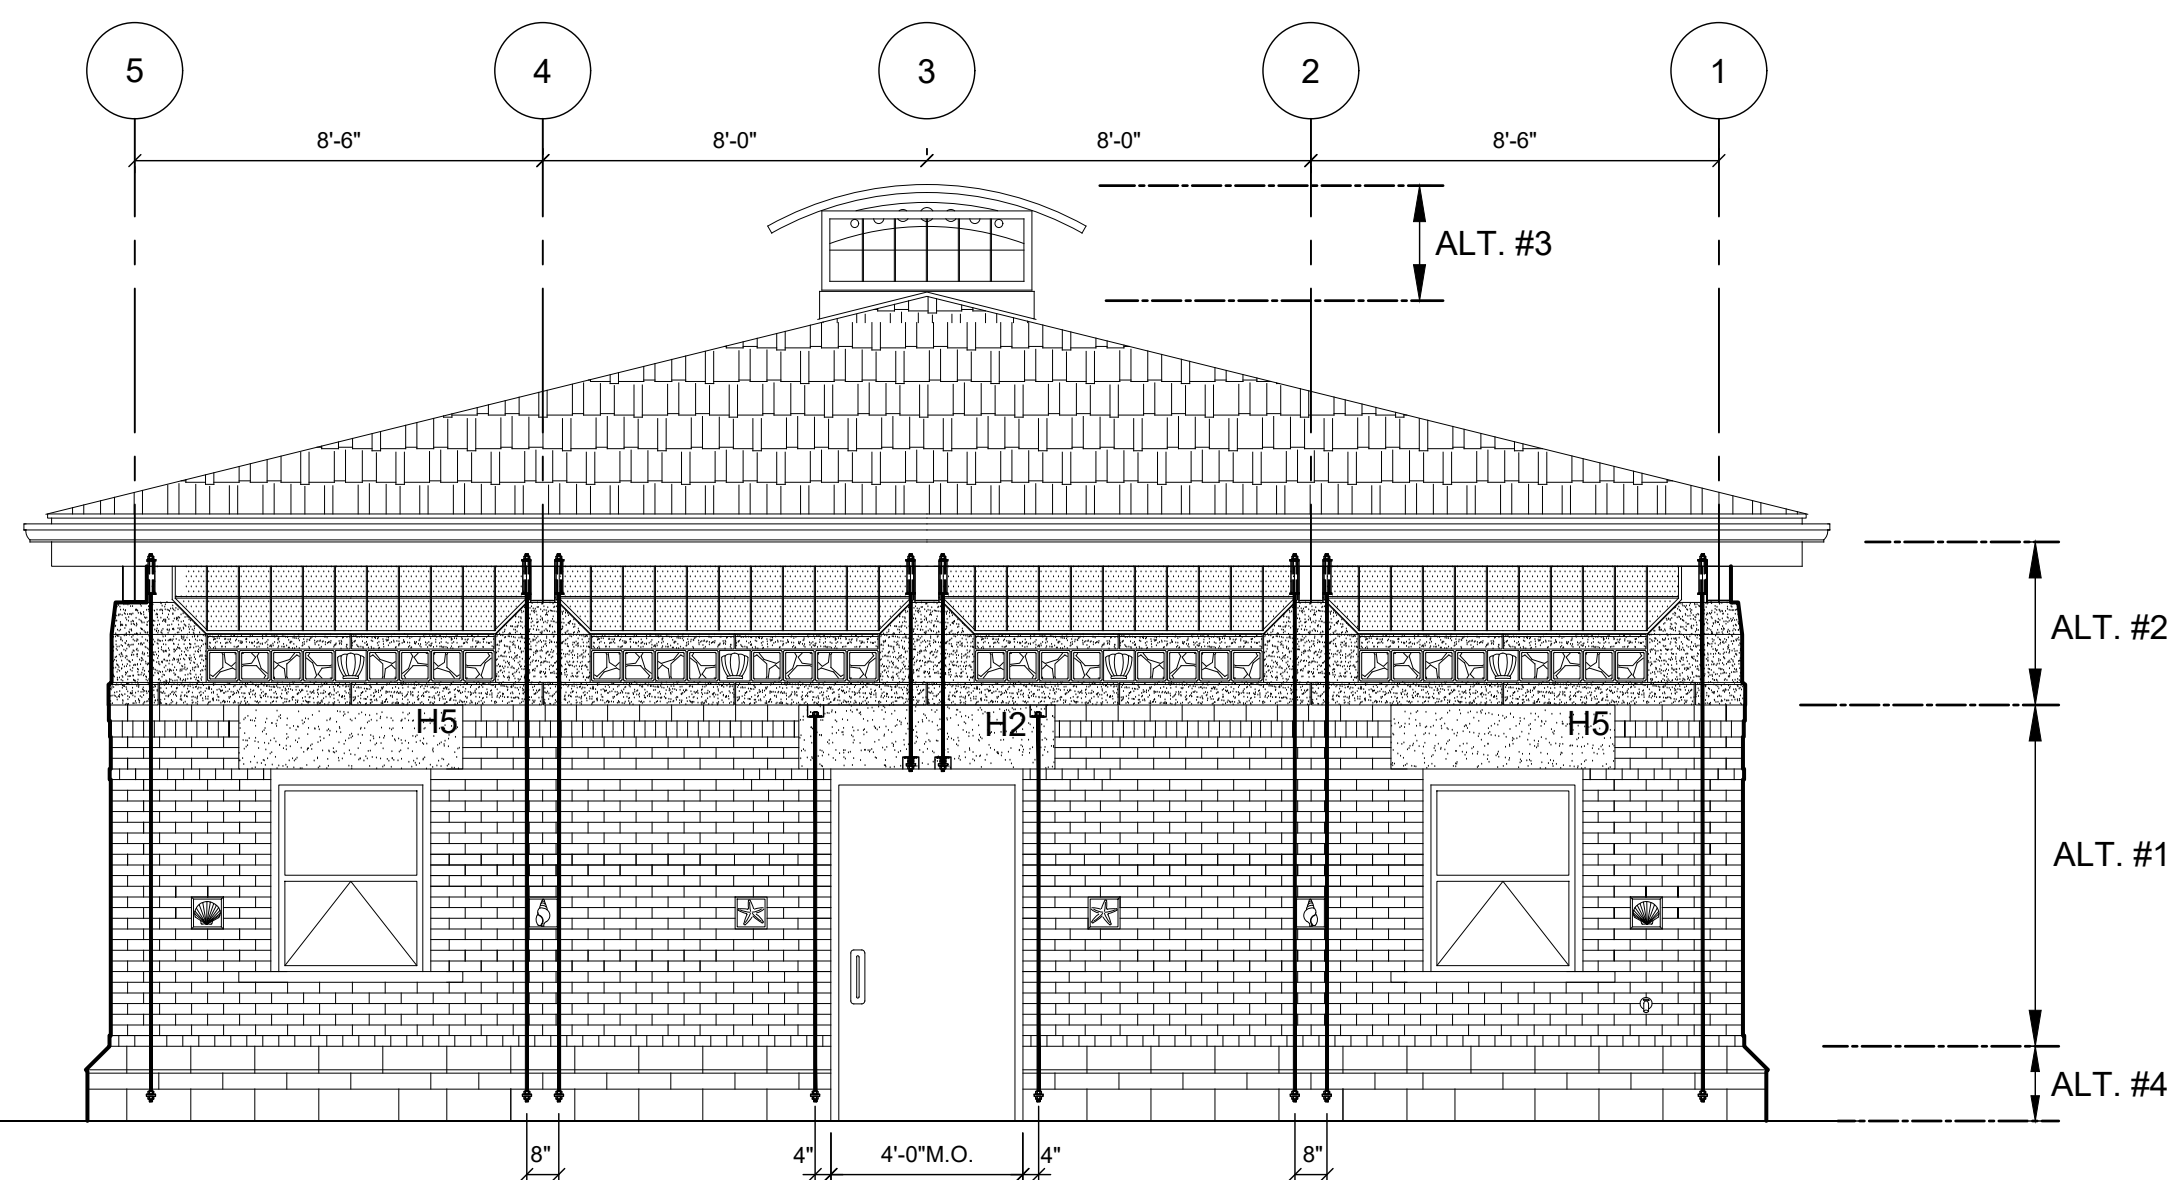 5 4 3 2 1
8'-6" 8'-0" 8'-0" 8'-6"
ALT. #3
ALT. #2
H5 H2 H5
ALT. #1
ALT. #4
8" 4" 4'-0"M.O. 4" 8"